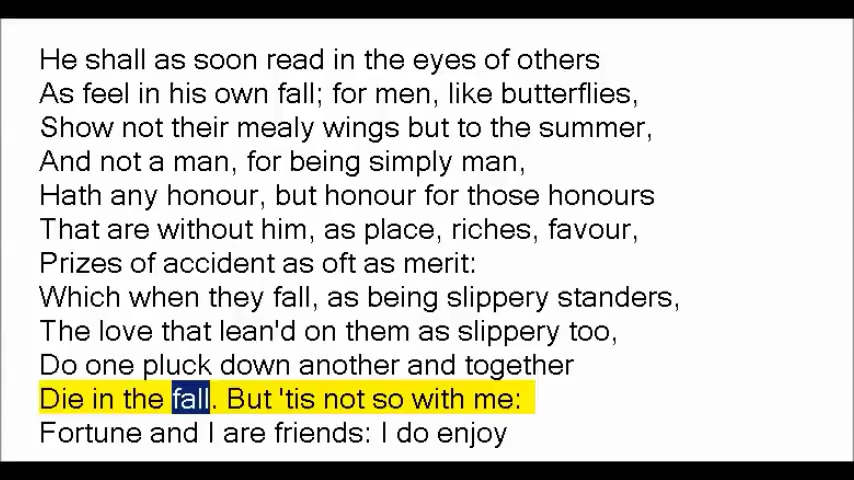 He shall as soon read in the eyes of others
As feel in his own fall; for men, like butterflies,
Show not their mealy wings but to the summer,
And not a man, for being simply man,
Hath any honour, but honour for those honours
That are without him, as place, riches, favour,
Prizes of accident as oft as merit:
Which when they fall, as being slippery standers,
The love that lean'd on them as slippery too,
Do one pluck down another and together
Die in the fall. But 'tis not so with me:
Fortune and I are friends: I do enjoy